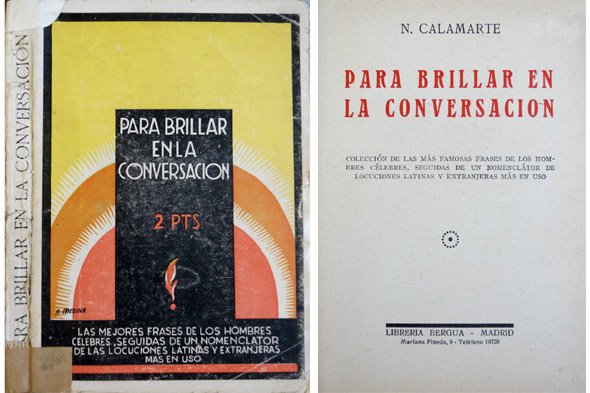 PARA BRILLAR EN LA CONVERSACIÓN
PARA BRILLAR
EN LA
CONVERSACION
2 PTS
LAS MEJORES FRASES DE LOS HOMBRES
CELEBRES, SEGUIDAS DE UN NOMENCLATOR
DE LAS LOCUCIONES LATINAS Y EXTRANJERAS
MAS EN USO
N. CALAMARTE
PARA BRILLAR EN
LA CONVERSACION
COLECCIÓN DE LAS MÁS FAMOSAS FRASES DE LOS HOM-
BRES CÉLEBRES, SEGUIDAS DE UN NOMENCLÁTOR DE
LOCUCIONES LATINAS Y EXTRANJERAS MÁS EN USO
LIBRERIA BERGUA - MADRID
Mariana Pineda, 9 - Teléfono 19728